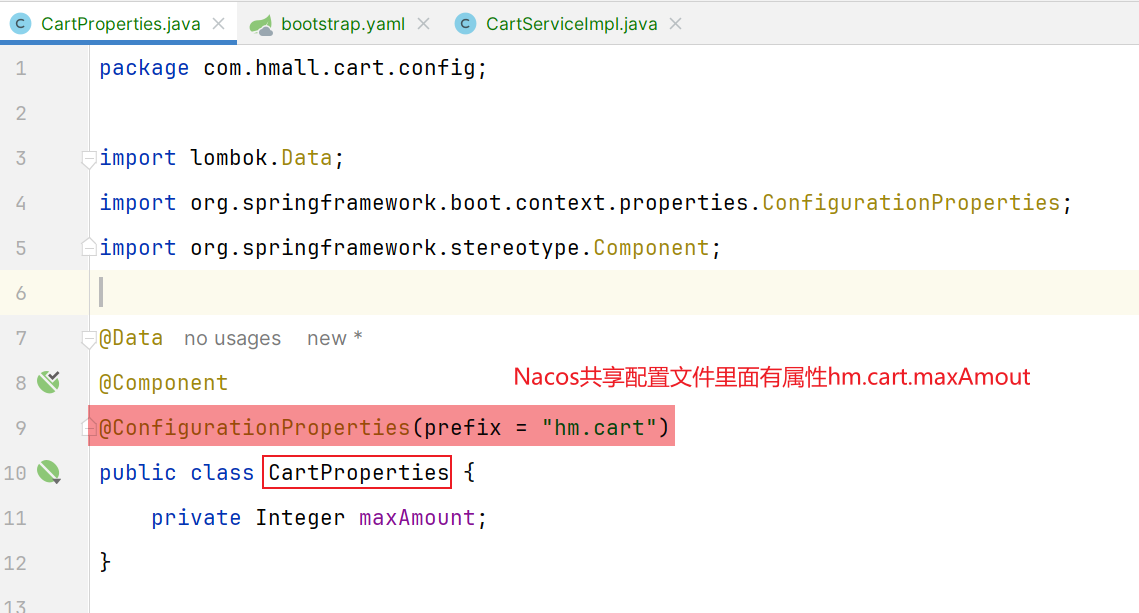 CartProperties.java bootstrap.yaml CartServiceImpl.java
1 package com.hmall.cart.config;
2
3 import lombok.Data;
4 import org.springframework.boot.context.properties.ConfigurationProperties;
5 import org.springframework.stereotype.Component;
6
7 @Data no usages new *
8 @Component
Nacos共享配置文件里面有属性hm.cart.maxAmout
9 @ConfigurationProperties(prefix = "hm.cart")
10 public class CartProperties {
11 private Integer maxAmount;
12 }
13